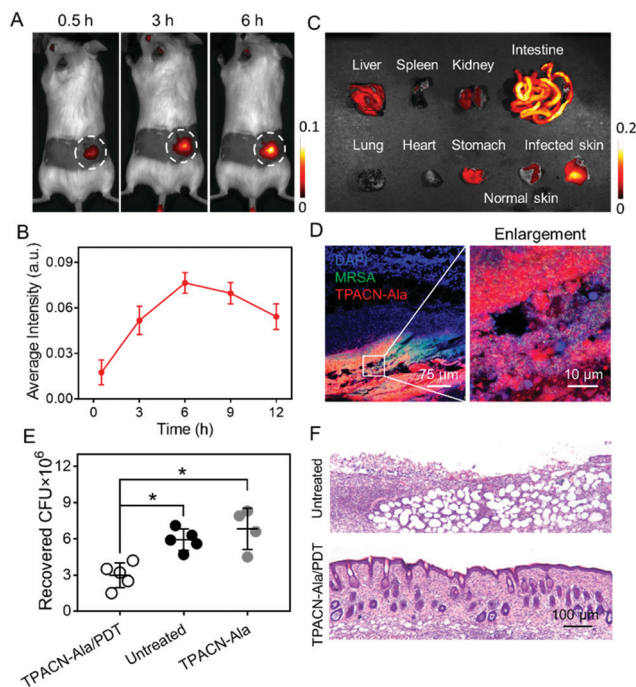 A
0.5 h
3 h
6 h
0.1
0
C
Liver
Spleen
Kidney
Intestine
Lung
Heart
Stomach
Infected skin
Normal skin
0.2
0
B
Average Intensity (a.u.)
0.09
0.06
0.03
0.00
0
3
6
9
12
Time (h)
D
Enlargement
DAPI
MRSA
TPACN-Ala
75 μm
10 μm
E
Recovered CFU×10⁶
12
9
6
3
0
*
*
TPACN-Ala/PDT
Untreated
TPACN-Ala
F
Untreated
TPACN-Ala/PDT
100 μm